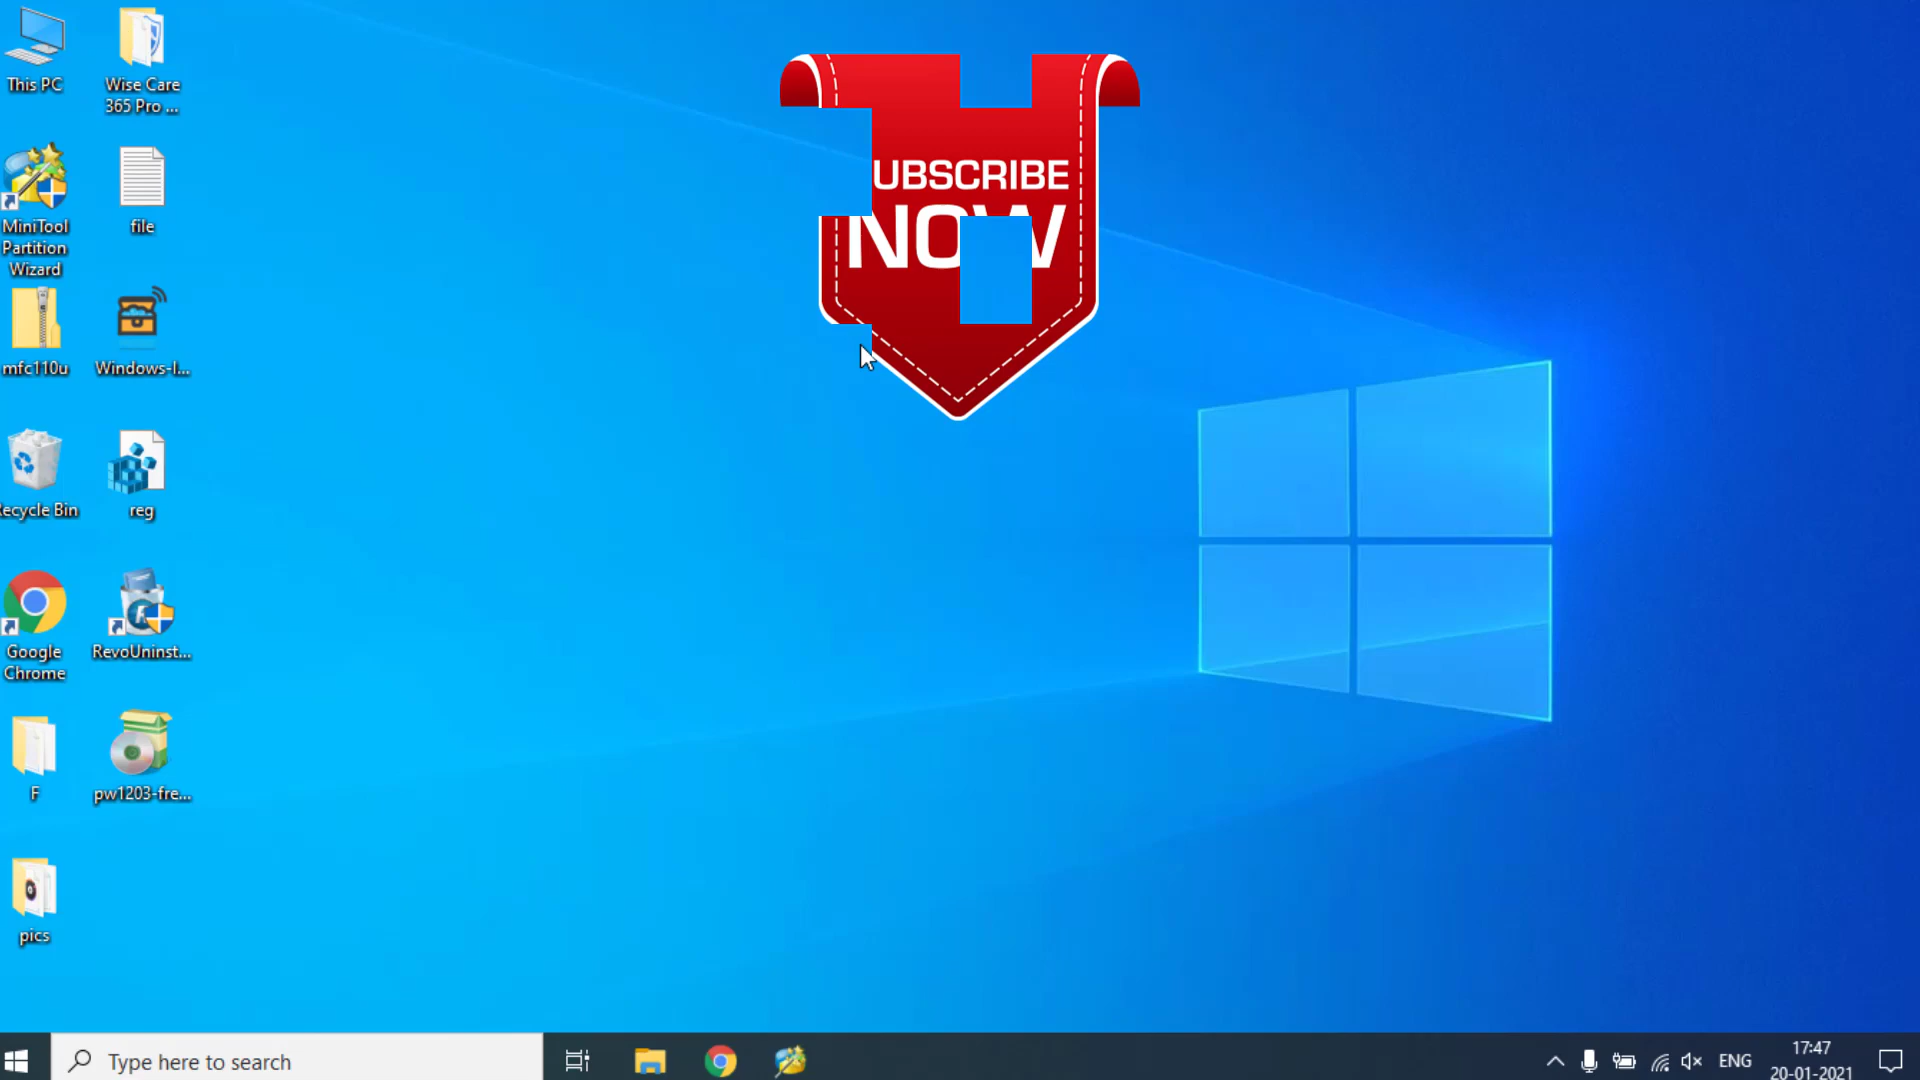 This PC
Wise Care
365 Pro ...
MiniTool
Partition
Wizard
file
mfc110u
Windows-I...
ecycle Bin
reg
Google
Chrome
RevoUninst...
F
pw1203-fre...
pics
UBSCRIBE
NOW
Type here to search
ENG
17:47
20-01-2021